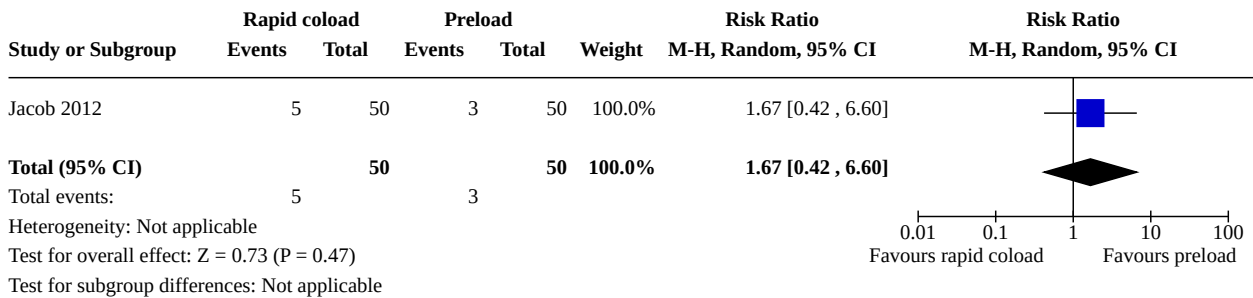 Rapid coload Preload Risk Ratio Risk Ratio
Study or Subgroup Events Total Events Total Weight M-H, Random, 95% CI M-H, Random, 95% CI
Jacob 2012 5 50 3 50 100.0% 1.67 [0.42 , 6.60]
Total (95% CI) 50 50 100.0% 1.67 [0.42 , 6.60]
Total events: 5 3
Heterogeneity: Not applicable
0.01 0.1 1 10 100
Test for overall effect: Z = 0.73 (P = 0.47) Favours rapid coload Favours preload
Test for subgroup differences: Not applicable